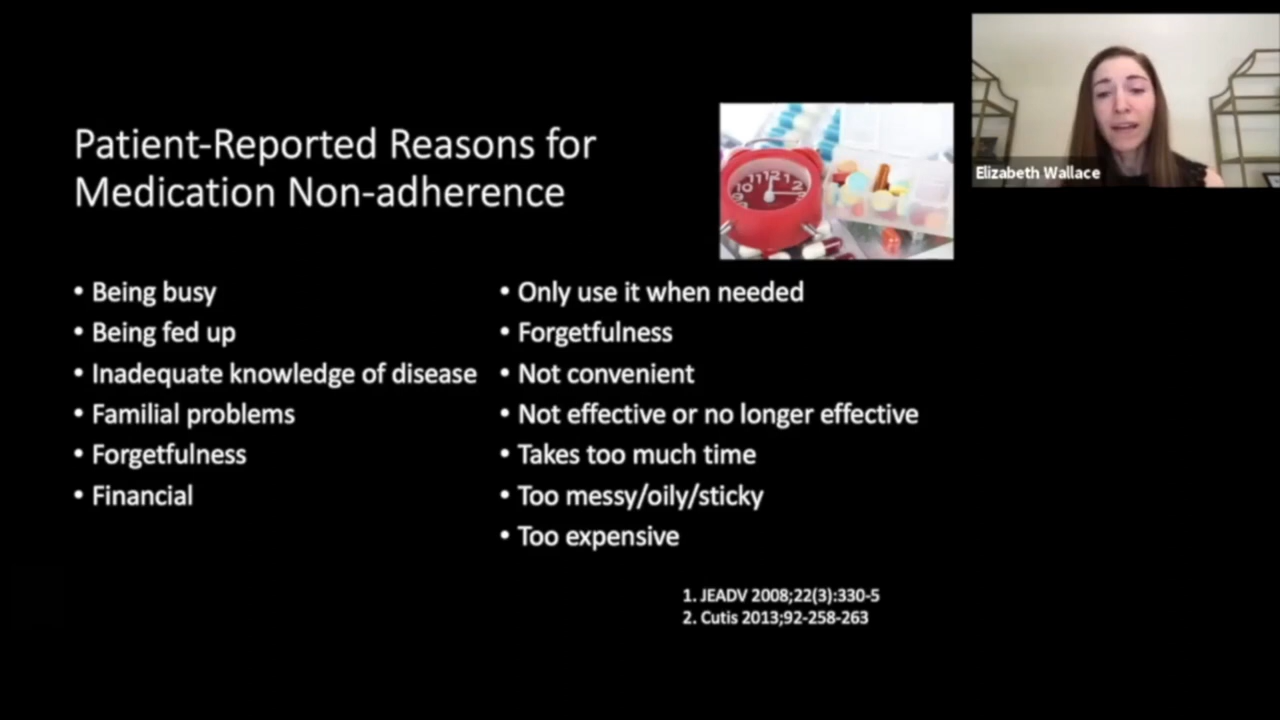 Patient-Reported Reasons for
Medication Non-adherence
Elizabeth Wallace
• Being busy
• Being fed up
• Inadequate knowledge of disease
• Familial problems
• Forgetfulness
• Financial
• Only use it when needed
• Forgetfulness
• Not convenient
• Not effective or no longer effective
• Takes too much time
• Too messy/oily/sticky
• Too expensive
1. JEADV 2008;22(3):330-5
2. Cutis 2013;92-258-263